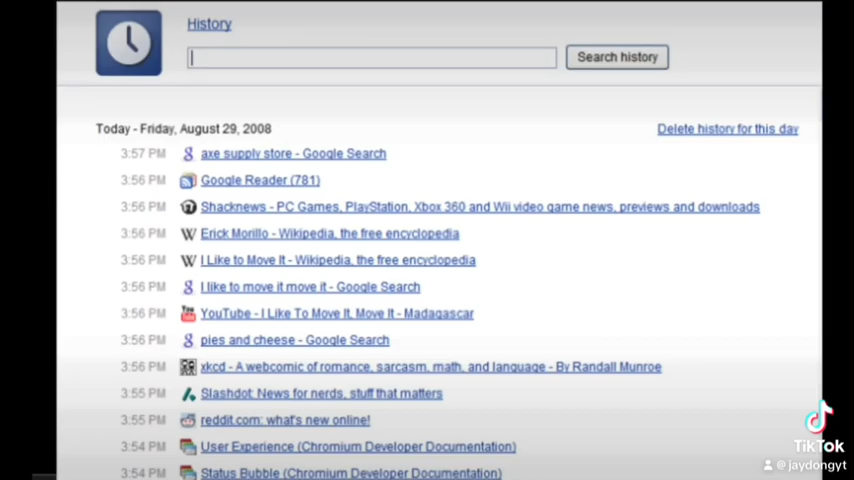 History
Search history
Today - Friday, August 29, 2008
Delete history for this day
3:57 PM axe supply store - Google Search
3:56 PM Google Reader (781)
3:56 PM Shacknews - PC Games, PlayStation, Xbox 360 and Wii video game news, previews and downloads
3:56 PM Erick Morillo - Wikipedia, the free encyclopedia
3:56 PM I Like to Move It - Wikipedia, the free encyclopedia
3:56 PM I like to move it move it - Google Search
3:56 PM YouTube - I Like To Move It, Move It - Madagascar
3:56 PM pies and cheese - Google Search
3:56 PM xkcd - A webcomic of romance, sarcasm, math, and language - By Randall Munroe
3:55 PM Slashdot: News for nerds, stuff that matters
3:55 PM reddit.com: what's new online!
3:54 PM User Experience (Chromium Developer Documentation)
3:54 PM Status Bubble (Chromium Developer Documentation)
TikTok
@jaydongyt